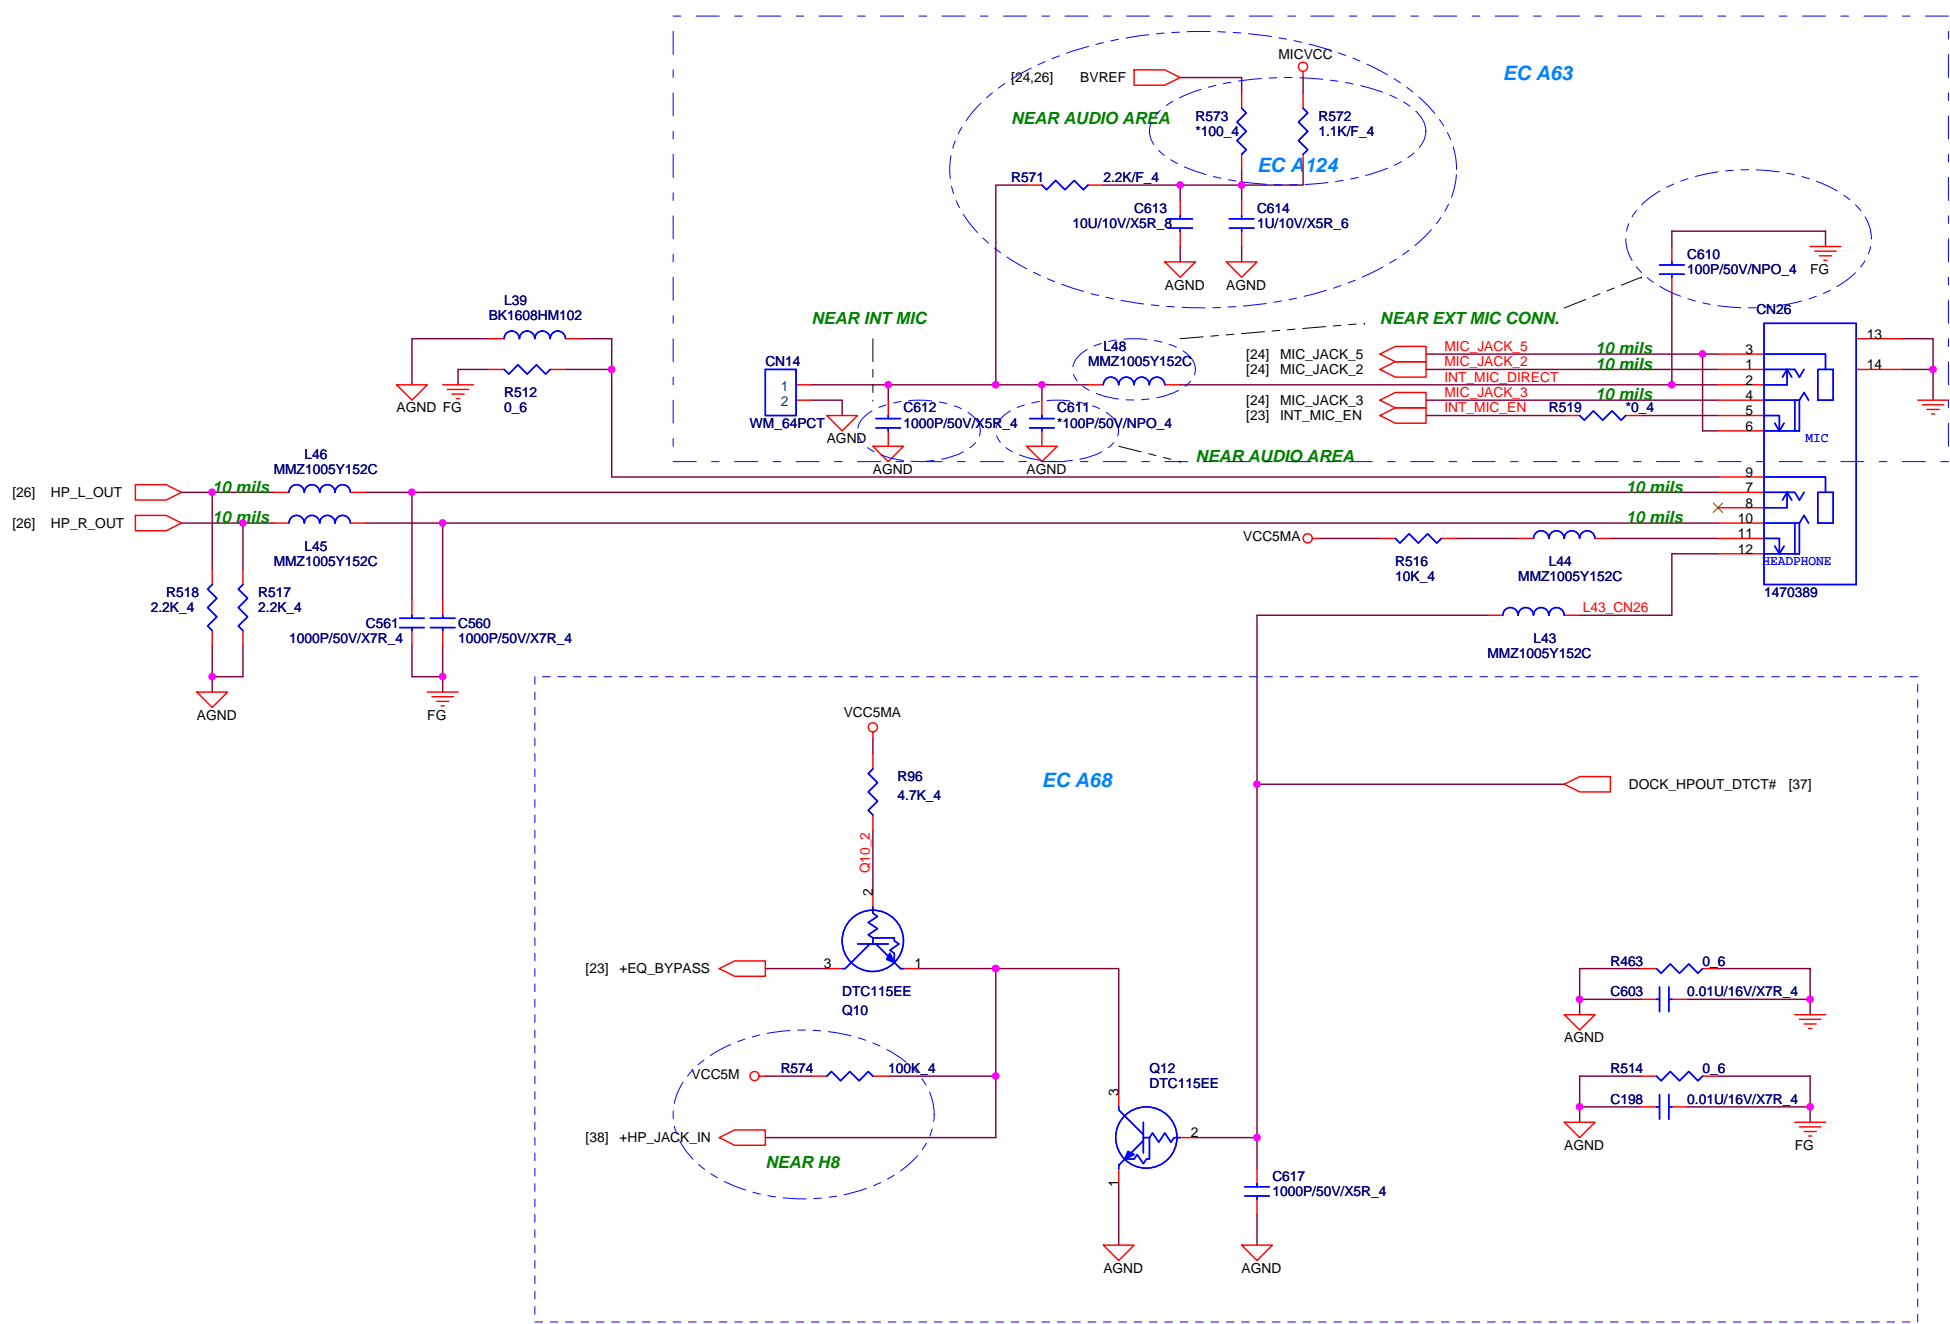 MICVCC
[24,26] BVREF
EC A63
NEAR AUDIO AREA
R573
*100_4
R572
1.1K/F_4
EC A124
R571 2.2K/F_4
C613
10U/10V/X5R_8
C614
1U/10V/X5R_6
AGND
AGND
C610
100P/50V/NPO_4
FG
CN26
L39
BK1608HM102
R512
0_6
AGND
FG
NEAR INT MIC
NEAR EXT MIC CONN.
L48
MMZ1005Y152C
CN14
1
2
WM_64PCT
AGND
C612
1000P/50V/X5R_4
AGND
C611
*100P/50V/NPO_4
AGND
NEAR AUDIO AREA
[24] MIC_JACK_5
MIC_JACK_5
10 mils
3
[24] MIC_JACK_2
MIC_JACK_2
10 mils
1
INT_MIC_DIRECT
2
[24] MIC_JACK_3
MIC_JACK_3
10 mils
4
[23] INT_MIC_EN
INT_MIC_EN
R519 *0_4
5
6
13
14
MIC
L46
MMZ1005Y152C
[26] HP_L_OUT
10 mils
[26] HP_R_OUT
10 mils
L45
MMZ1005Y152C
10 mils
10 mils
9
7
8
10
11
12
HEADPHONE
1470389
VCC5MA
R516
10K_4
L44
MMZ1005Y152C
L43_CN26
L43
MMZ1005Y152C
R518
2.2K_4
R517
2.2K_4
C561
1000P/50V/X7R_4
C560
1000P/50V/X7R_4
AGND
FG
VCC5MA
R96
4.7K_4
EC A68
DOCK_HPOUT_DTCT# [37]
Q10_2
2
[23] +EQ_BYPASS
3
1
DTC115EE
Q10
VCC5M
R574
100K_4
[38] +HP_JACK_IN
NEAR H8
Q12
DTC115EE
3
2
1
C617
1000P/50V/X5R_4
AGND
AGND
R463 0_6
C603 0.01U/16V/X7R_4
AGND
R514 0_6
C198 0.01U/16V/X7R_4
AGND
FG